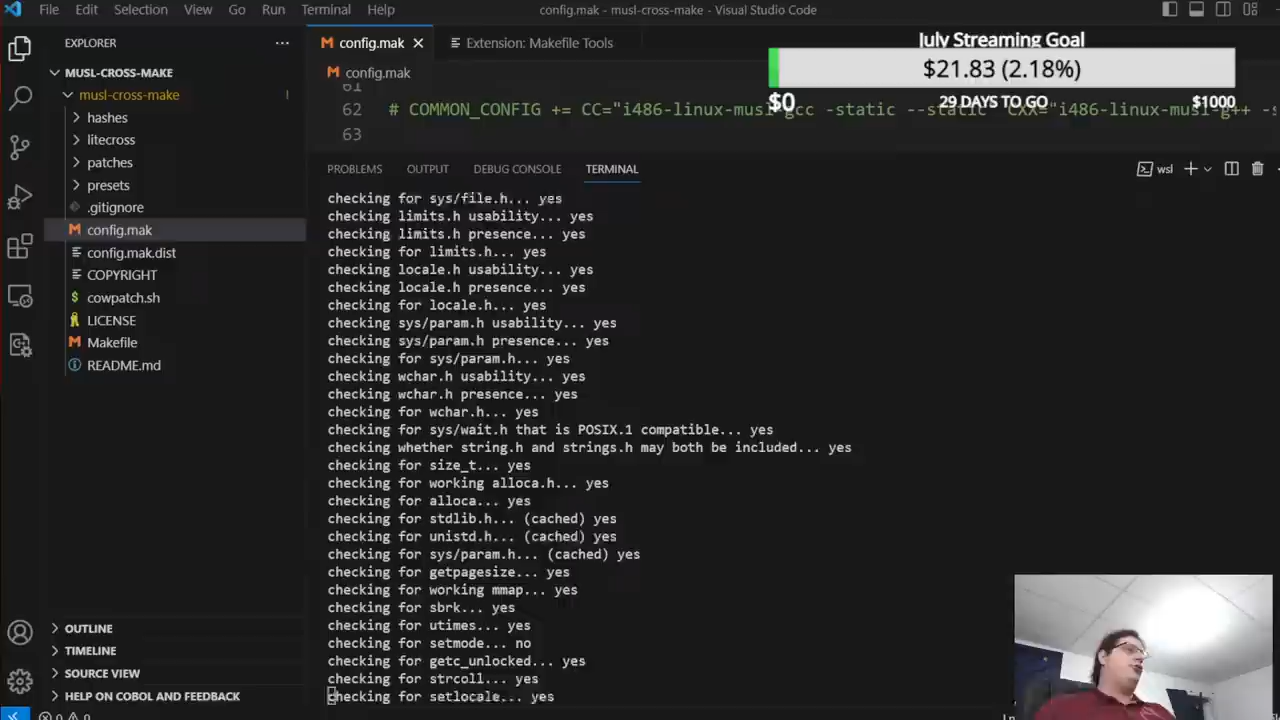 File Edit Selection View Go Run Terminal Help
config.mak - musl-cross-make - Visual Studio Code
EXPLORER
MUSL-CROSS-MAKE
musl-cross-make !
hashes
litecross
patches
presets
.gitignore
config.mak
config.mak.dist
COPYRIGHT
cowpatch.sh
LICENSE
Makefile
README.md
OUTLINE
TIMELINE
SOURCE VIEW
HELP ON COBOL AND FEEDBACK
0 0
config.mak
Extension: Makefile Tools
config.mak
July Streaming Goal
$21.83 (2.18%)
$0 29 DAYS TO GO $1000
61
62 # COMMON_CONFIG += CC="i486-linux-musl-gcc -static --static" CXX="i486-linux-musl-g++
63
PROBLEMS OUTPUT DEBUG CONSOLE TERMINAL
wsl
checking for sys/file.h... yes
checking limits.h usability... yes
checking limits.h presence... yes
checking for limits.h... yes
checking locale.h usability... yes
checking locale.h presence... yes
checking for locale.h... yes
checking sys/param.h usability... yes
checking sys/param.h presence... yes
checking for sys/param.h... yes
checking wchar.h usability... yes
checking wchar.h presence... yes
checking for wchar.h... yes
checking for sys/wait.h that is POSIX.1 compatible... yes
checking whether string.h and strings.h may both be included... yes
checking for size_t... yes
checking for working alloca.h... yes
checking for alloca... yes
checking for stdlib.h... (cached) yes
checking for unistd.h... (cached) yes
checking for sys/param.h... (cached) yes
checking for getpagesize... yes
checking for working mmap... yes
checking for sbrk... yes
checking for utimes... yes
checking for setmode... no
checking for getc_unlocked... yes
checking for strcoll... yes
checking for setlocale... yes